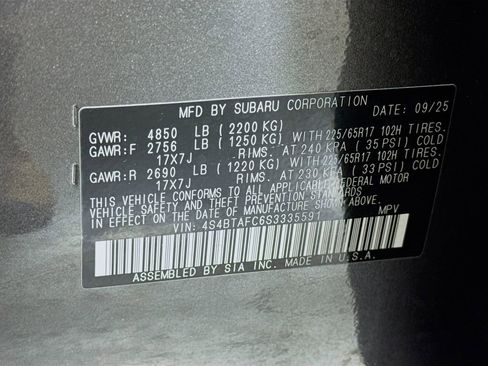 MFD BY SUBARU CORPORATION DATE: 09/25
GVWR: 4850 LB ( 2200 KG)
GAWR:F 2756 LB ( 1250 KG) WITH 225/65R17 102H TIRES.
17X7J RIMS. AT 240 KPA ( 35 PSI) COLD
GAWR:R 2690 LB ( 1220 KG) WITH 225/65R17 102H TIRES.
17X7J RIMS. AT 230 KPA ( 33 PSI) COLD
THIS VEHICLE CONFORMS TO ALL APPLICABLE FEDERAL MOTOR
VEHICLE SAFETY AND THEFT PREVENTION STANDARDS
IN EFFECT ON THE DATE OF MANUFACTURE SHOWN ABOVE.
VIN: 4S4BTAFC6S3335591 MPV
ASSEMBLED BY SIA INC. MADE IN U.S.A.